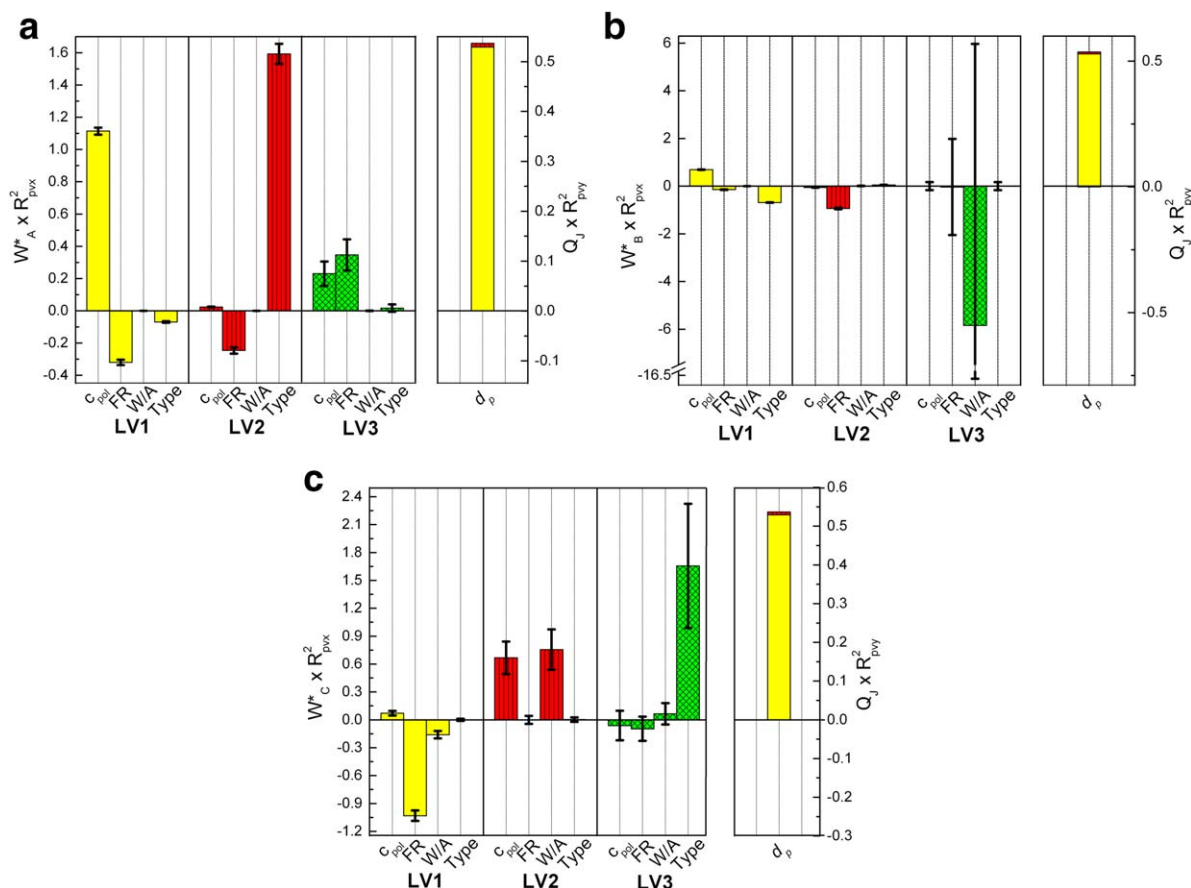 a
W*A x R²pvx
1.6
1.4
1.2
1.0
0.8
0.6
0.4
0.2
0.0
-0.2
-0.4
cpol FR W/A Type cpol FR W/A Type cpol FR W/A Type
LV1 LV2 LV3
0.5
0.4
0.3
0.2
0.1
0.0
-0.1
QJ x R²pvy
dp
b
W*B x R²pvx
6
4
2
0
-2
-4
-6
-16.5
cpol FR W/A Type cpol FR W/A Type cpol FR W/A Type
LV1 LV2 LV3
0.5
0.0
-0.5
QJ x R²pvy
dp
c
W*C x R²pvx
2.4
2.1
1.8
1.5
1.2
0.9
0.6
0.3
0.0
-0.3
-0.6
-0.9
-1.2
cpol FR W/A Type cpol FR W/A Type cpol FR W/A Type
LV1 LV2 LV3
0.6
0.5
0.4
0.3
0.2
0.1
0.0
-0.1
-0.2
-0.3
QJ x R²pvy
dp